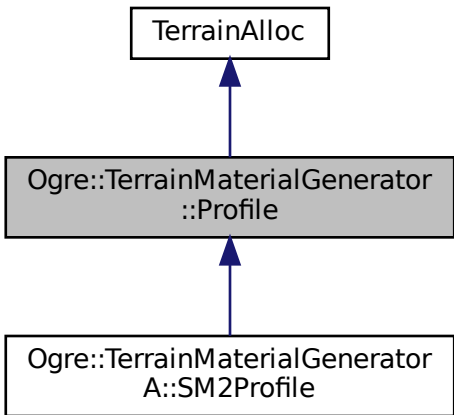 TerrainAlloc
Ogre::TerrainMaterialGenerator
::Profile
Ogre::TerrainMaterialGenerator
A::SM2Profile